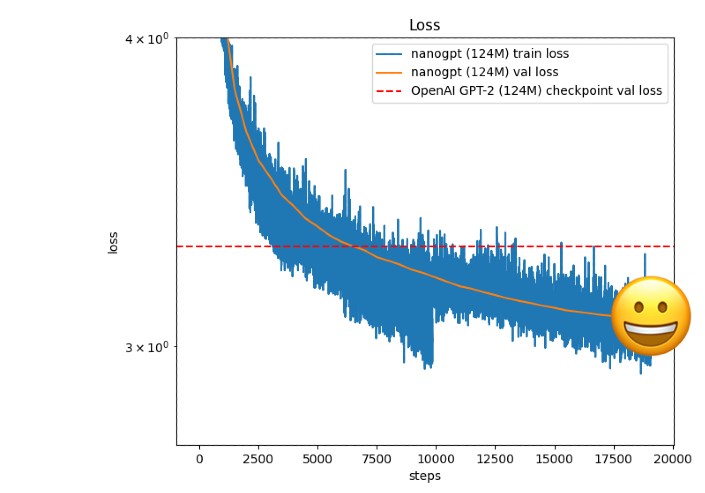 Loss
4 × 10⁰
nanogpt (124M) train loss
nanogpt (124M) val loss
OpenAI GPT-2 (124M) checkpoint val loss
loss
3 × 10⁰
0 2500 5000 7500 10000 12500 15000 17500 20000
steps